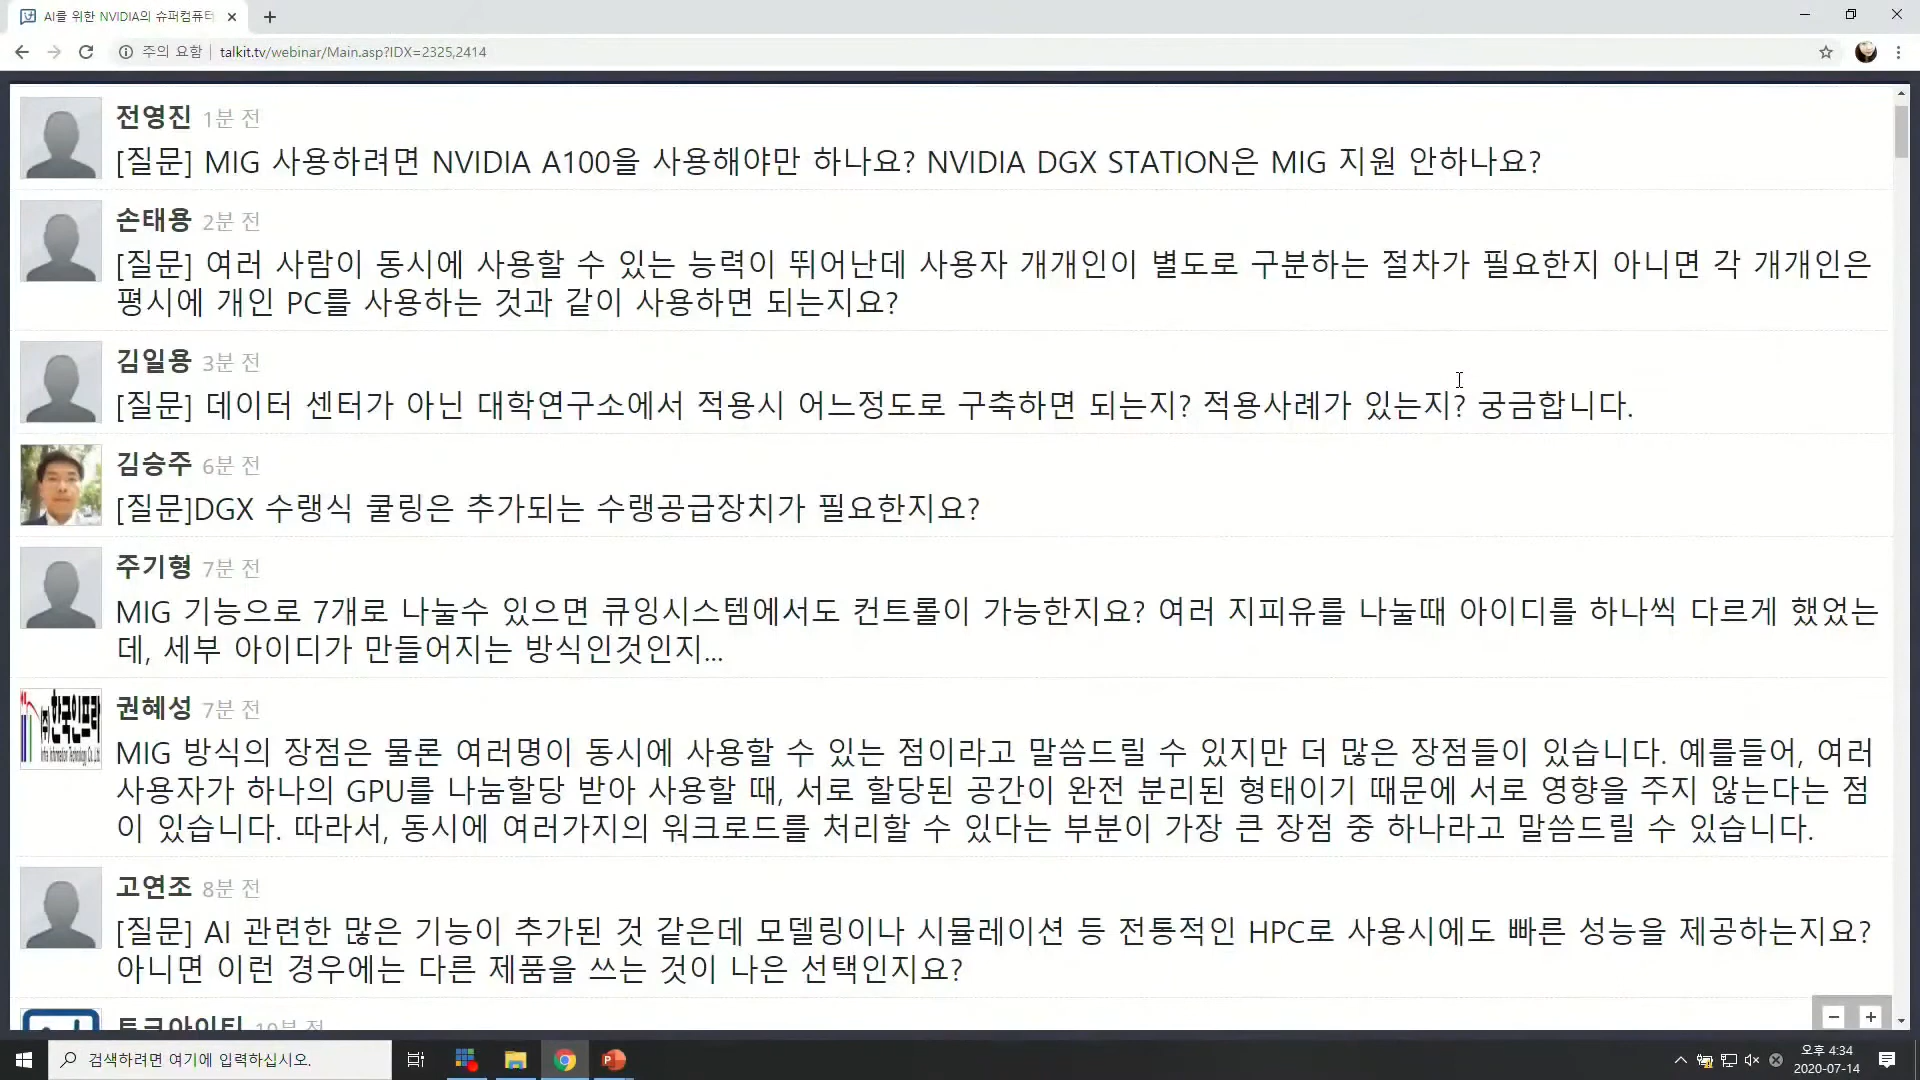 AI를 위한 NVIDIA의 슈퍼컴퓨터
주의 요함
talkit.tv/webinar/Main.asp?IDX=2325,2414
전영진 1분 전
[질문] MIG 사용하려면 NVIDIA A100을 사용해야만 하나요? NVIDIA DGX STATION은 MIG 지원 안하나요?
손태용 2분 전
[질문] 여러 사람이 동시에 사용할 수 있는 능력이 뛰어난데 사용자 개개인이 별도로 구분하는 절차가 필요한지 아니면 각 개개인은
평시에 개인 PC를 사용하는 것과 같이 사용하면 되는지요?
김일용 3분 전
[질문] 데이터 센터가 아닌 대학연구소에서 적용시 어느정도로 구축하면 되는지? 적용사례가 있는지? 궁금합니다.
김승주 6분 전
[질문]DGX 수랭식 쿨링은 추가되는 수랭공급장치가 필요한지요?
주기형 7분 전
MIG 기능으로 7개로 나눌수 있으면 큐잉시스템에서도 컨트롤이 가능한지요? 여러 지피유를 나눌때 아이디를 하나씩 다르게 했었는
데, 세부 아이디가 만들어지는 방식인것인지...
권혜성 7분 전
MIG 방식의 장점은 물론 여러명이 동시에 사용할 수 있는 점이라고 말씀드릴 수 있지만 더 많은 장점들이 있습니다. 예를들어, 여러
사용자가 하나의 GPU를 나눔할당 받아 사용할 때, 서로 할당된 공간이 완전 분리된 형태이기 때문에 서로 영향을 주지 않는다는 점
이 있습니다. 따라서, 동시에 여러가지의 워크로드를 처리할 수 있다는 부분이 가장 큰 장점 중 하나라고 말씀드릴 수 있습니다.
고연조 8분 전
[질문] AI 관련한 많은 기능이 추가된 것 같은데 모델링이나 시뮬레이션 등 전통적인 HPC로 사용시에도 빠른 성능을 제공하는지요?
아니면 이런 경우에는 다른 제품을 쓰는 것이 나은 선택인지요?
토크아이티 10분 전
검색하려면 여기에 입력하십시오.
오후 4:34
2020-07-14